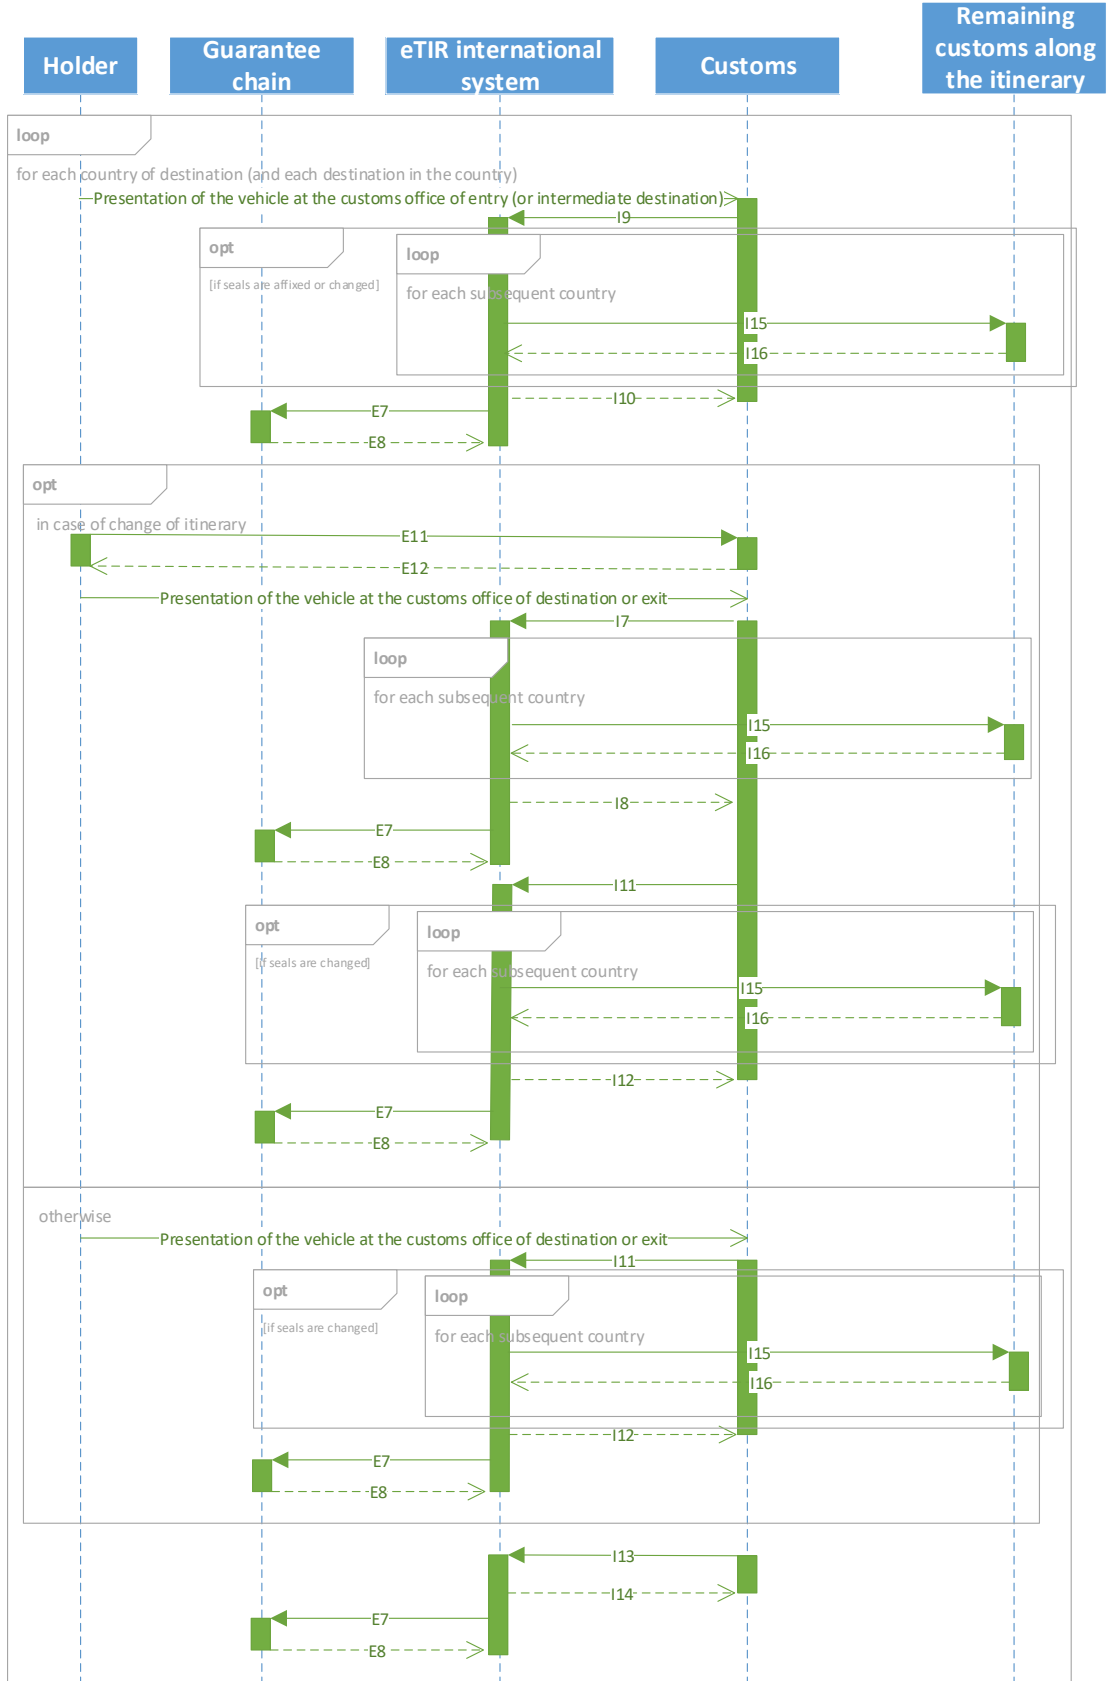 Holder
Guarantee
chain
eTIR international
system
Customs
Remaining
customs along
the itinerary
loop
for each country of destination (and each destination in the country)
Presentation of the vehicle at the customs office of entry (or intermediate destination)
I9
opt
[if seals are affixed or changed]
loop
for each subsequent country
I15
I16
I10
E7
E8
opt
in case of change of itinerary
E11
E12
Presentation of the vehicle at the customs office of destination or exit
I7
loop
for each subsequent country
I15
I16
I8
E7
E8
I11
opt
[if seals are changed]
loop
for each subsequent country
I15
I16
I12
E7
E8
otherwise
Presentation of the vehicle at the customs office of destination or exit
I11
opt
[if seals are changed]
loop
for each subsequent country
I15
I16
I12
E7
E8
I13
I14
E7
E8